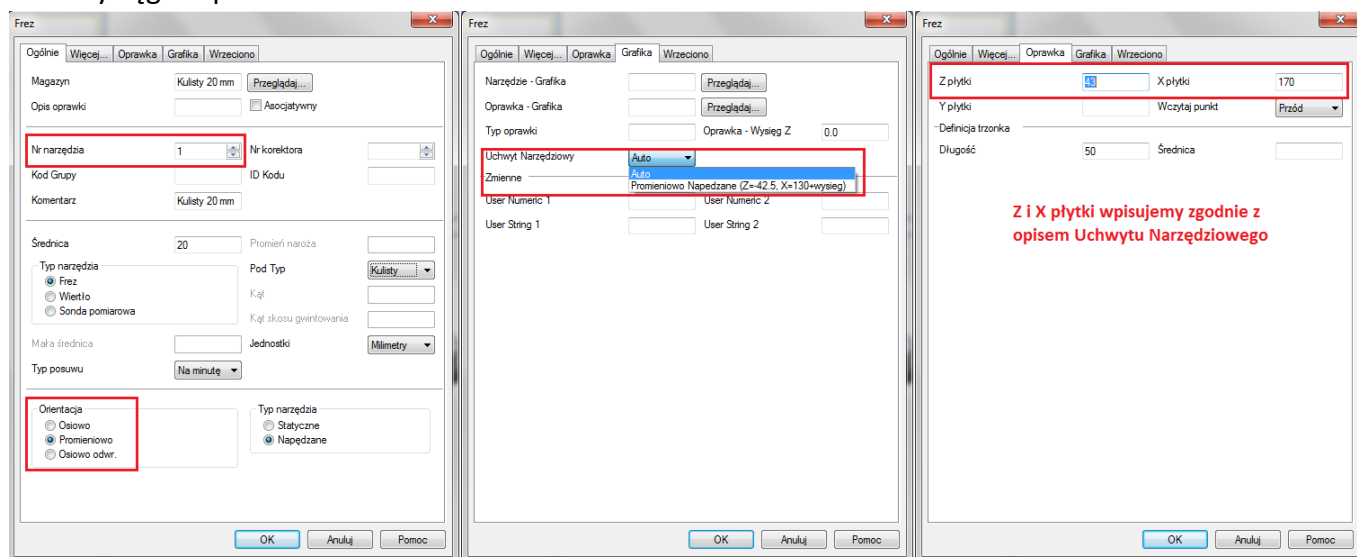 Frez
Ogólnie Więcej... Oprawka Grafika Wrzeciono
Magazyn Kulisty 20 mm Przeglądaj...
Opis oprawki Asocjatywny
Nr narzędzia 1 Nr korektora
Kod Grupy ID Kodu
Komentarz Kulisty 20 mm
Średnica 20 Promień naroża
Typ narzędzia Pod Typ Kulisty
Frez
Wiertło Kąt
Sonda pomiarowa
Kąt skosu gwintowania
Mała średnica Jednostki Milimetry
Typ posuwu Na minutę
Orientacja Typ narzędzia
Osiowo Statyczne
Promieniowo Napędzane
Osiowo odwr.
OK Anuluj Pomoc
Frez
Ogólnie Więcej... Oprawka Grafika Wrzeciono
Narzędzie - Grafika Przeglądaj...
Oprawka - Grafika Przeglądaj...
Typ oprawki Oprawka - Wysięg Z 0.0
Uchwyt Narzędziowy Auto
Auto
Zmienne Promieniowo Napedzane (Z=-42.5, X=130+wysieg)
User Numeric 1 User Numeric 2
User String 1 User String 2
OK Anuluj Pomoc
Frez
Ogólnie Więcej... Oprawka Grafika Wrzeciono
Z płytki 43 X płytki 170
Y płytki Wczytaj punkt Przód
Definicja trzonka
Długość 50 Średnica
Z i X płytki wpisujemy zgodnie z
opisem Uchwytu Narzędziowego
OK Anuluj Pomoc